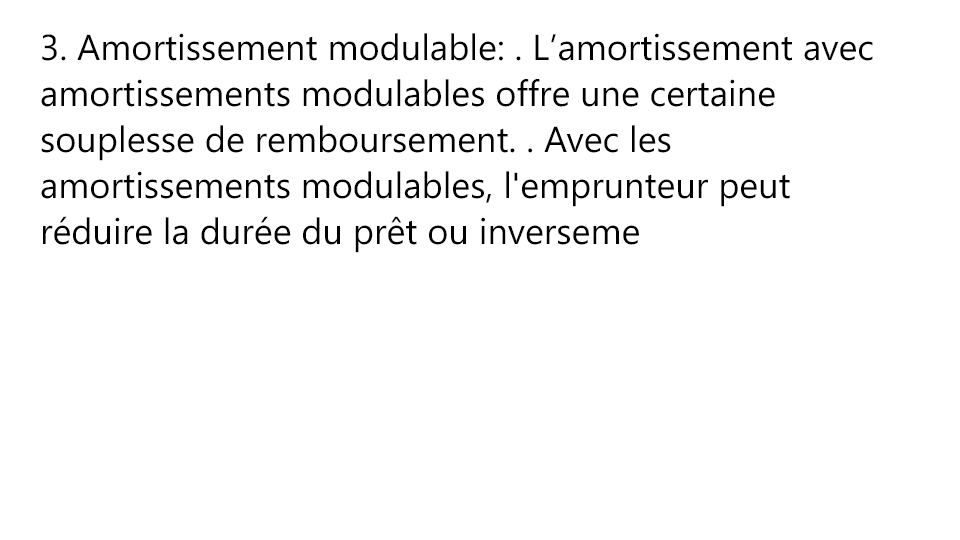 3. Amortissement modulable: . L’amortissement avec
amortissements modulables offre une certaine
souplesse de remboursement. . Avec les
amortissements modulables, l'emprunteur peut
réduire la durée du prêt ou inverseme